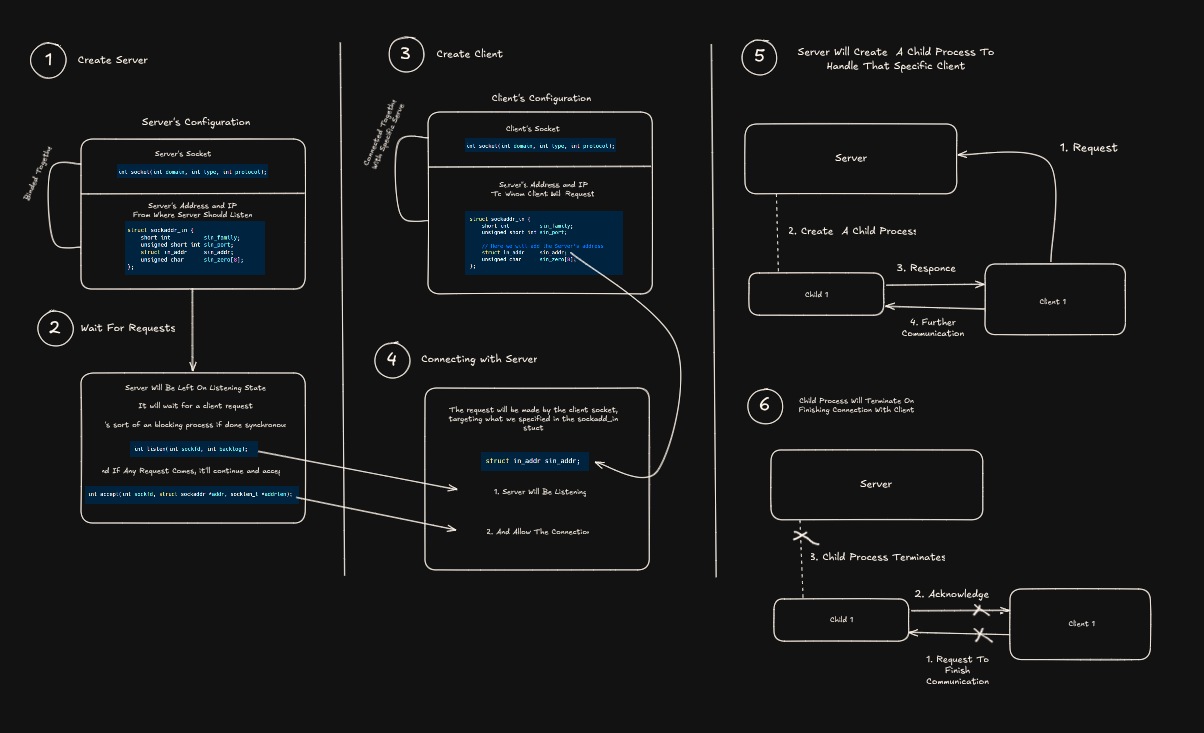 1
Create Server
Server's Configuration
Binded Togethe
Server's Socket
int socket(int domain, int type, int protocol);
Server's Address and IP
From Where Server Should Listen
struct sockaddr_in {
short int sin_family;
unsigned short int sin_port;
struct in_addr sin_addr;
unsigned char sin_zero[8];
};
2
Wait For Requests
Server Will Be Left On Listening State
It will wait for a client request
's sort of an blocking process if done synchronou
int listen(int sockfd, int backlog);
nd If Any Request Comes, it'll continue and accep
int accept(int sockfd, struct sockaddr *addr, socklen_t *addrlen);
3
Create Client
Client's Configuration
Connected Togethe
With Specific Serve
Client's Socket
int socket(int domain, int type, int protocol);
Server's Address and IP
To Whom Client Will Request
struct sockaddr_in {
short int sin_family;
unsigned short int sin_port;
// Here we will add the Server's address
struct in_addr sin_addr;
unsigned char sin_zero[8];
};
4
Connecting with Server
The request will be made by the client socket,
targeting what we specified in the sockadd_in
stuct
struct in_addr sin_addr;
1. Server Will Be Listening
2. And Allow The Connection
5
Server Will Create A Child Process To
Handle That Specific Client
Server
1. Request
2. Create A Child Process
3. Responce
Child 1
Client 1
4. Further
Communication
6
Child Process Will Terminate On
Finishing Connection With Client
Server
3. Child Process Terminates
2. Acknowledge
Child 1
Client 1
1. Request To
Finish
Communication